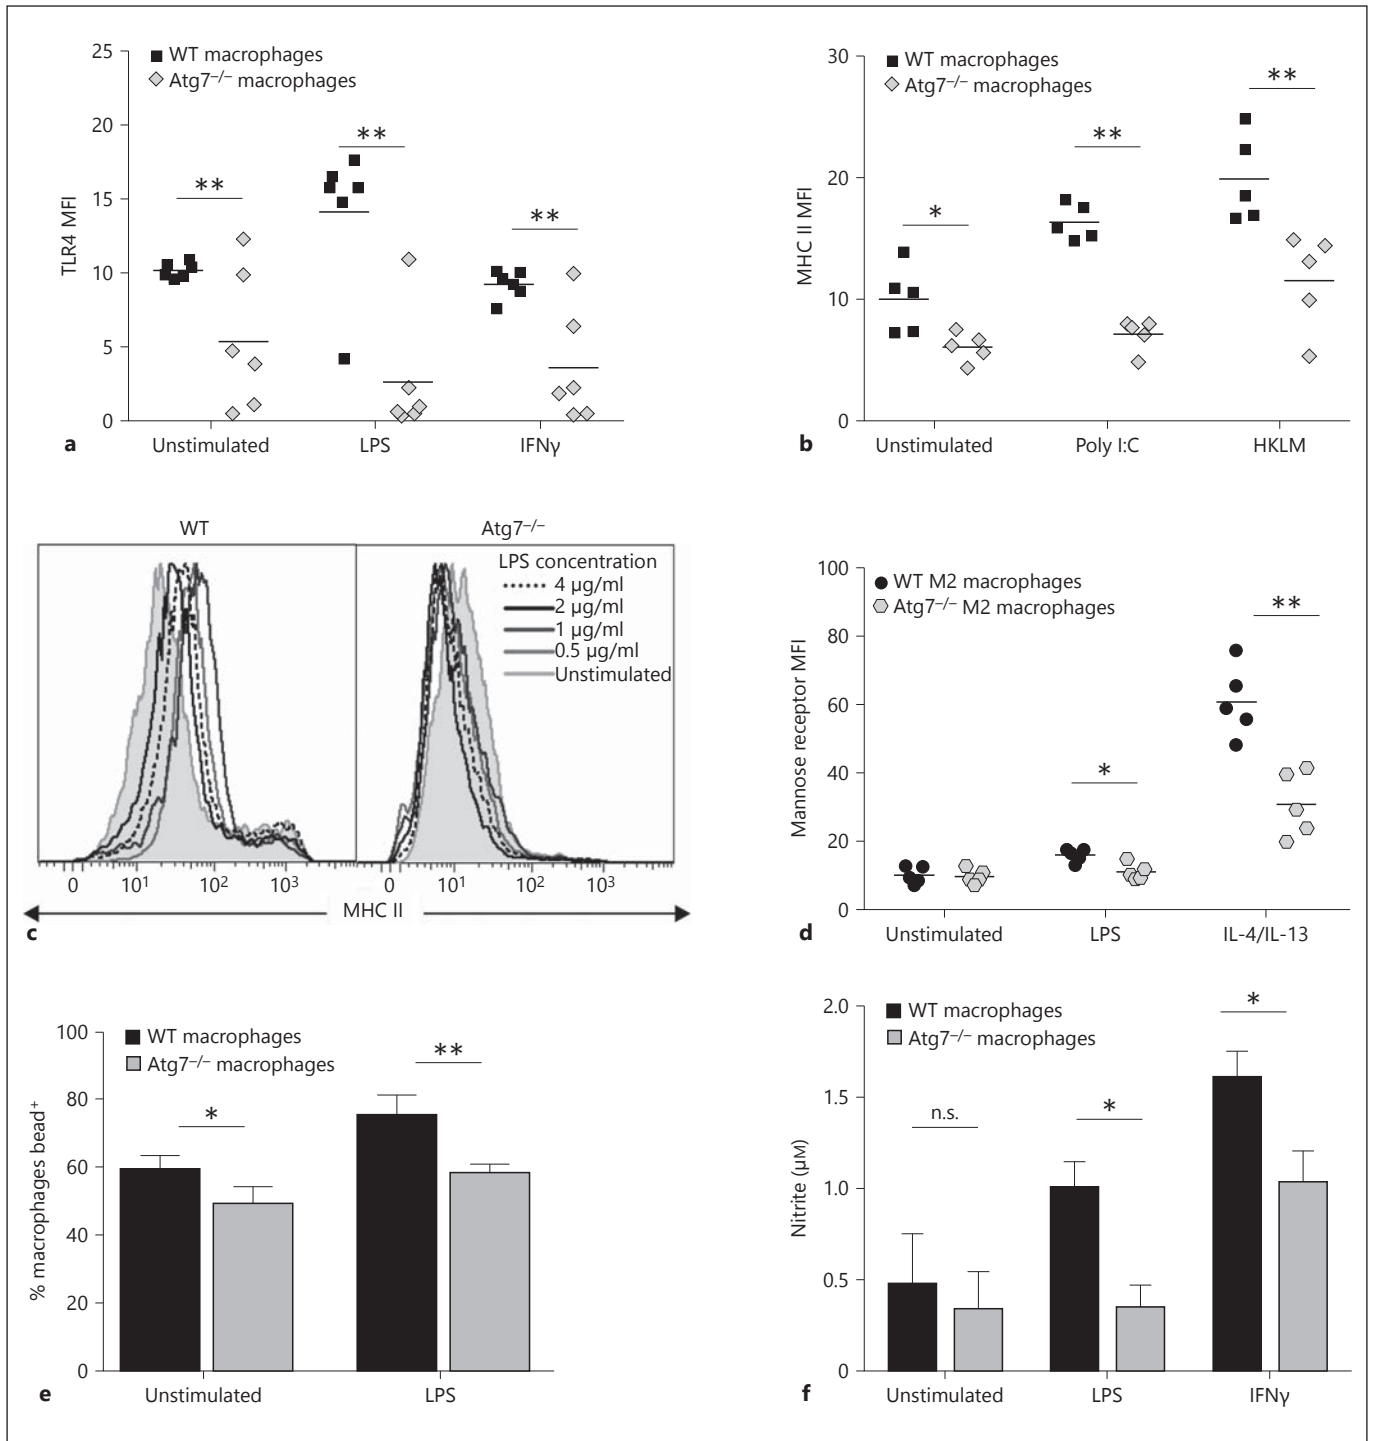 25
20
15
10
5
0
TLR4 MFI
WT macrophages
Atg7–/– macrophages
**
**
**
Unstimulated
LPS
IFNγ
a
30
20
10
0
MHC II MFI
WT macrophages
Atg7–/– macrophages
*
**
**
Unstimulated
Poly I:C
HKLM
b
WT
Atg7–/–
LPS concentration
4 µg/ml
2 µg/ml
1 µg/ml
0.5 µg/ml
Unstimulated
0 10¹ 10² 10³
0 10¹ 10² 10³
MHC II
c
100
80
60
40
20
0
Mannose receptor MFI
WT M2 macrophages
Atg7–/– M2 macrophages
*
**
Unstimulated
LPS
IL-4/IL-13
d
100
80
60
40
20
0
% macrophages bead+
WT macrophages
Atg7–/– macrophages
*
**
Unstimulated
LPS
e
2.0
1.5
1.0
0.5
0
Nitrite (µM)
WT macrophages
Atg7–/– macrophages
n.s.
*
*
Unstimulated
LPS
IFNγ
f